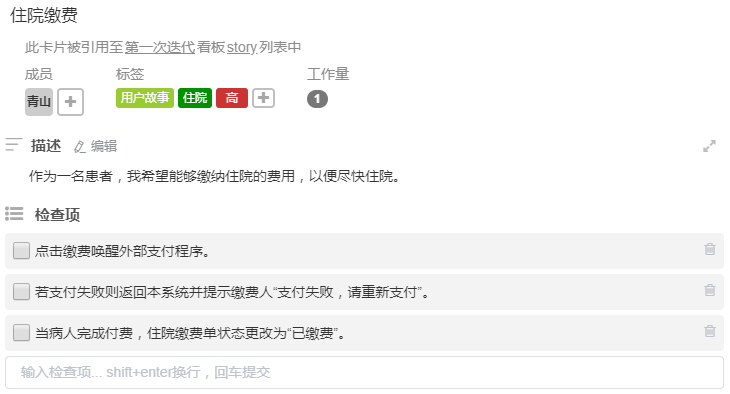 住院缴费
此卡片被引用至第一次迭代看板story列表中
成员 标签 工作量
青山 + 用户故事 住院 高 + 1
描述 编辑
作为一名患者，我希望能够缴纳住院的费用，以便尽快住院。
检查项
点击缴费唤醒外部支付程序。
若支付失败则返回本系统并提示缴费人“支付失败，请重新支付”。
当病人完成付费，住院缴费单状态更改为“已缴费”。
输入检查项... shift+enter换行，回车提交